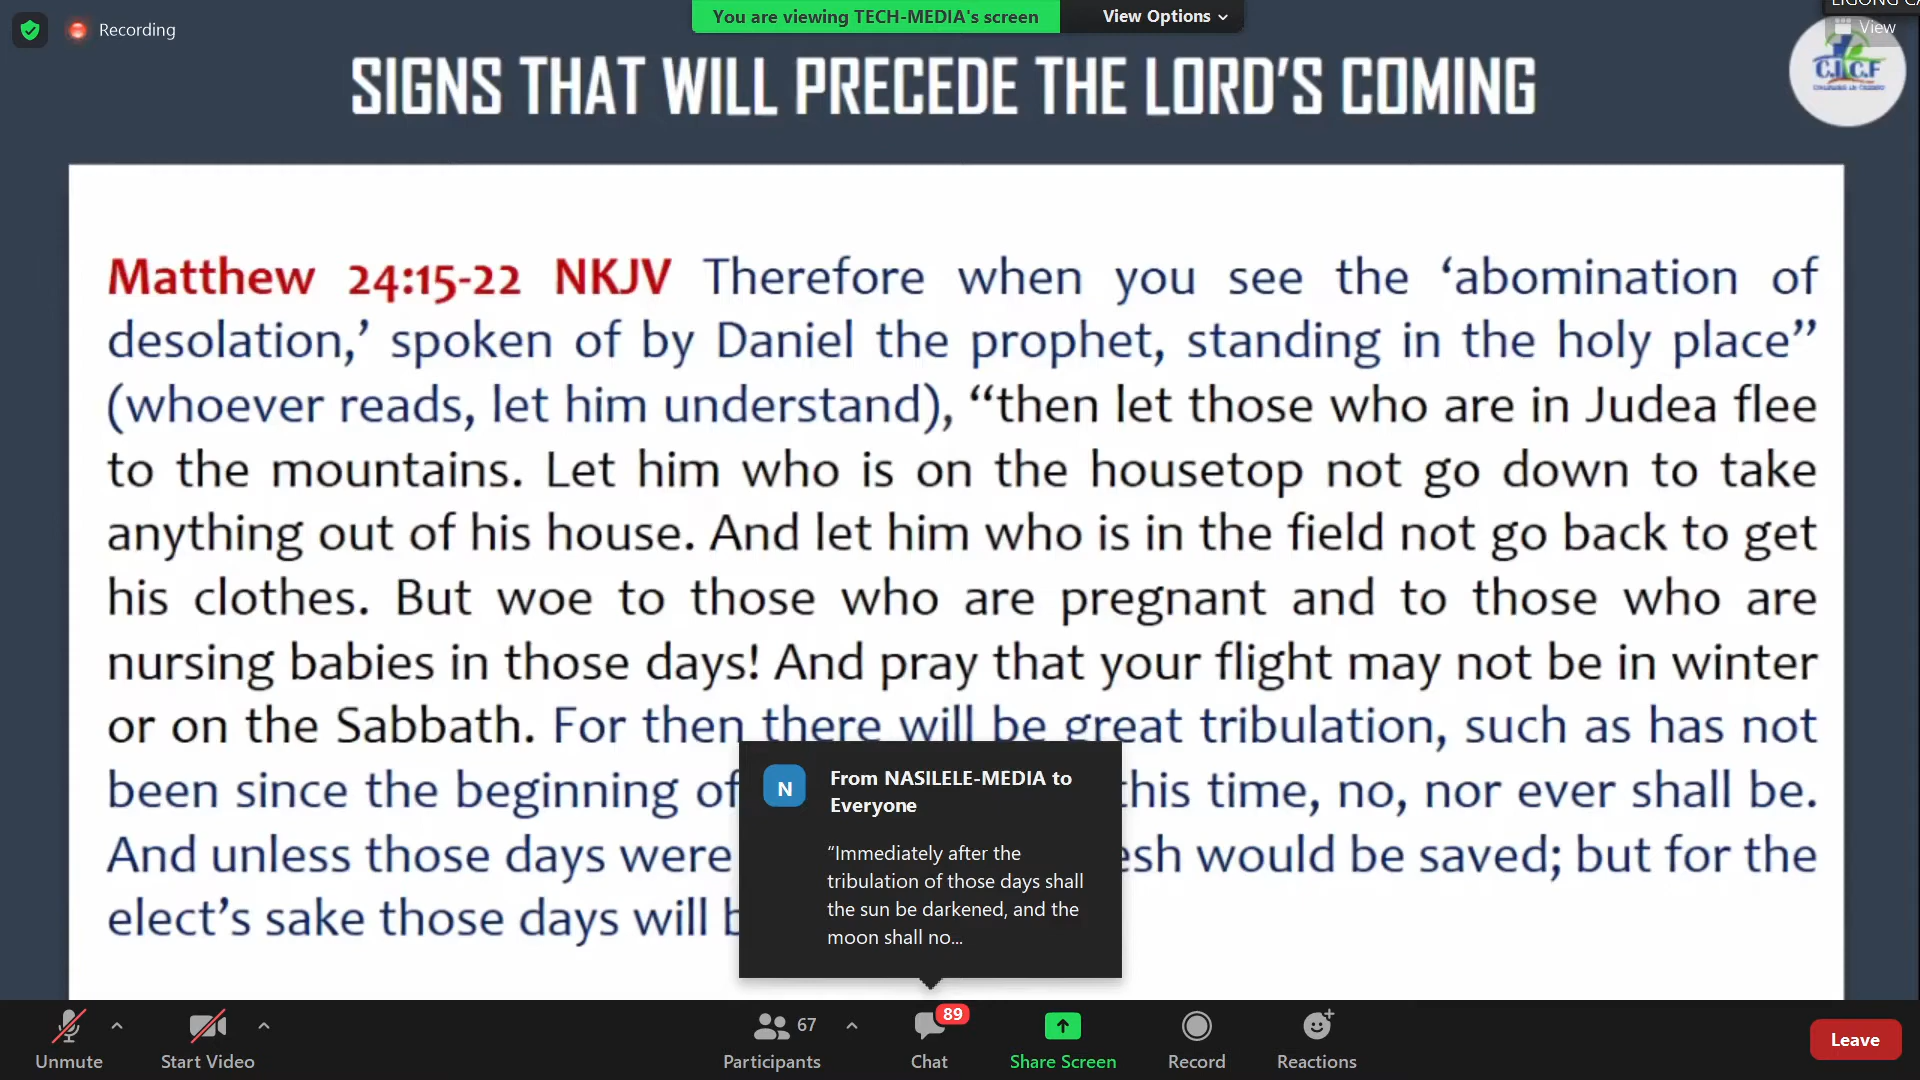 Recording
You are viewing TECH-MEDIA's screen
View Options
View
SIGNS THAT WILL PRECEDE THE LORD'S COMING
C.I.C.F
Matthew 24:15-22 NKJV Therefore when you see the ‘abomination of
desolation,’ spoken of by Daniel the prophet, standing in the holy place”
(whoever reads, let him understand), “then let those who are in Judea flee
to the mountains. Let him who is on the housetop not go down to take
anything out of his house. And let him who is in the field not go back to get
his clothes. But woe to those who are pregnant and to those who are
nursing babies in those days! And pray that your flight may not be in winter
or on the Sabbath. For then there will be great tribulation, such as has not
been since the beginning of this time, no, nor ever shall be.
And unless those days were would be saved; but for the
elect’s sake those days will
N
From NASILELE-MEDIA to
Everyone
“Immediately after the
tribulation of those days shall
the sun be darkened, and the
moon shall no...
Unmute
Start Video
67
Participants
89
Chat
Share Screen
Record
Reactions
Leave